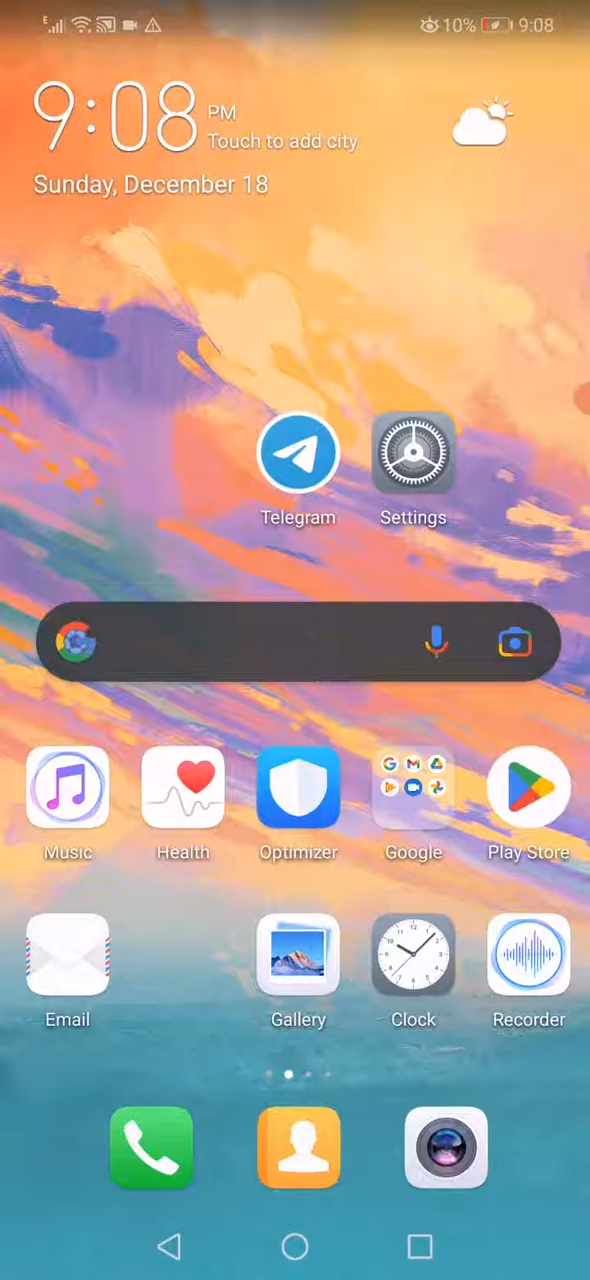 10% 9:08
9:08 PM
Touch to add city
Sunday, December 18
Telegram Settings
Music Health Optimizer Google Play Store
Email Gallery Clock Recorder